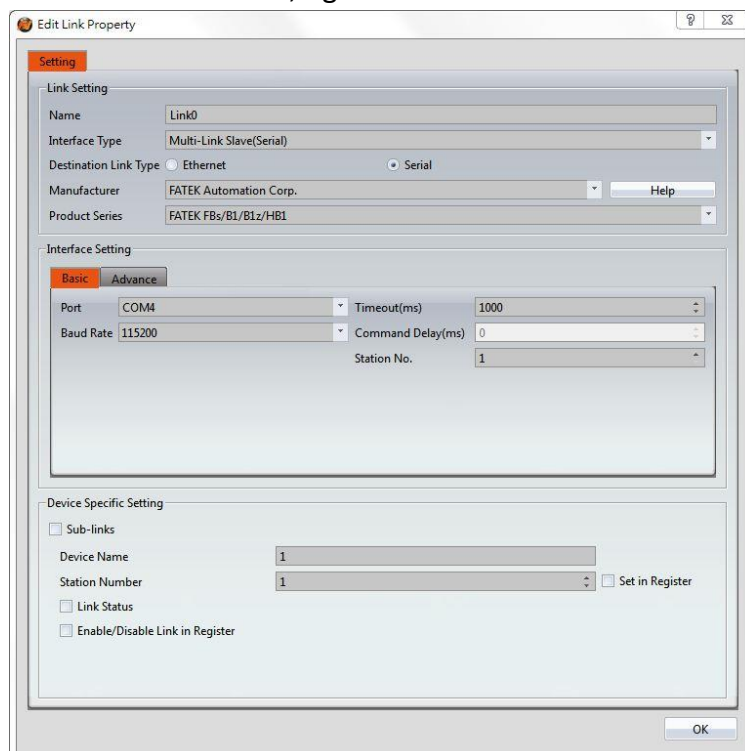 Edit Link Property
Setting
Link Setting
Name Link0
Interface Type Multi-Link Slave(Serial)
Destination Link Type Ethernet Serial
Manufacturer FATEK Automation Corp. Help
Product Series FATEK FBs/B1/B1z/HB1
Interface Setting
Basic Advance
Port COM4 Timeout(ms) 1000
Baud Rate 115200 Command Delay(ms) 0
Station No. 1
Device Specific Setting
Sub-links
Device Name 1
Station Number 1 Set in Register
Link Status
Enable/Disable Link in Register
OK